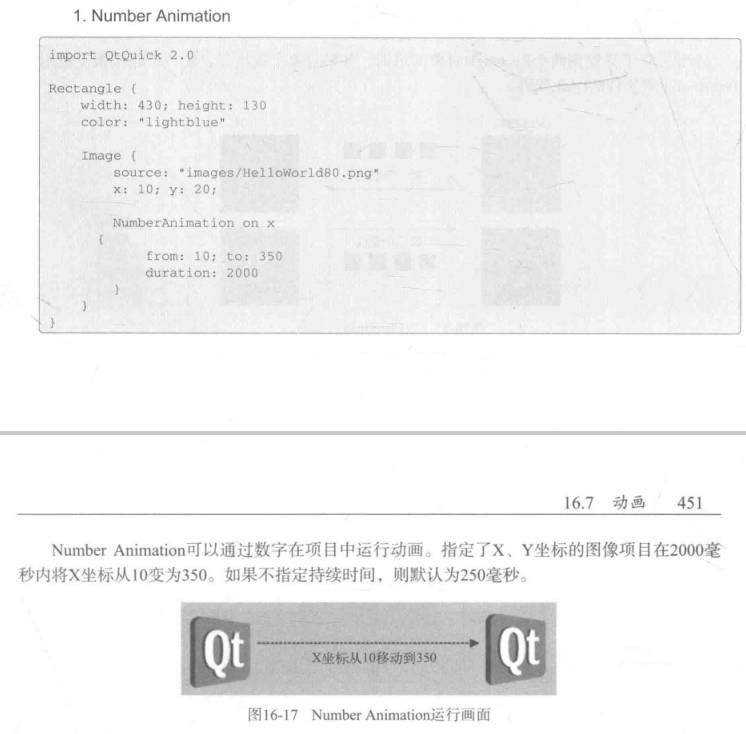 1. Number Animation
import QtQuick 2.0
Rectangle {
width: 430; height: 130
color: "lightblue"
Image {
source: "images/HelloWorld80.png"
x: 10; y: 20;
NumberAnimation on x
{
from: 10; to: 350
duration: 2000
}
}
}
16.7 动画 451
Number Animation可以通过数字在项目中运行动画。指定了X、Y坐标的图像项目在2000毫
秒内将X坐标从10变为350。如果不指定持续时间，则默认为250毫秒。
Qt
X坐标从10移动到350
Qt
图16-17 Number Animation运行画面